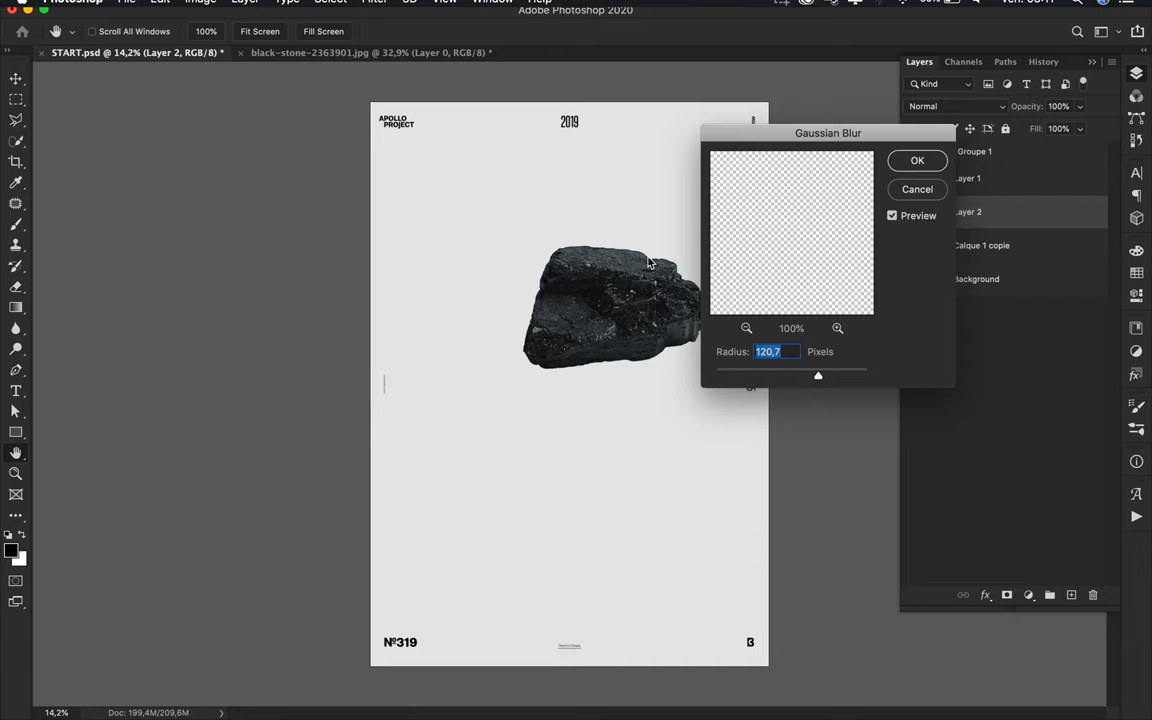 Photoshop File Edit Image Layer Type Select Filter 3D View Window Help
Adobe Photoshop 2020
Scroll All Windows
100%
Fit Screen
Fill Screen
START.psd @ 14,2% (Layer 2, RGB/8) *
black-stone-2363901.jpg @ 32,9% (Layer 0, RGB/8) *
Layers
Channels
Paths
History
Kind
Normal
Opacity: 100%
Fill: 100%
Groupe 1
Layer 1
Layer 2
Calque 1 copie
Background
APOLLO
PROJECT
2019
Gaussian Blur
OK
Cancel
Preview
100%
Radius: 120,7 Pixels
Nº319
14,2%
Doc: 199,4M/209,6M